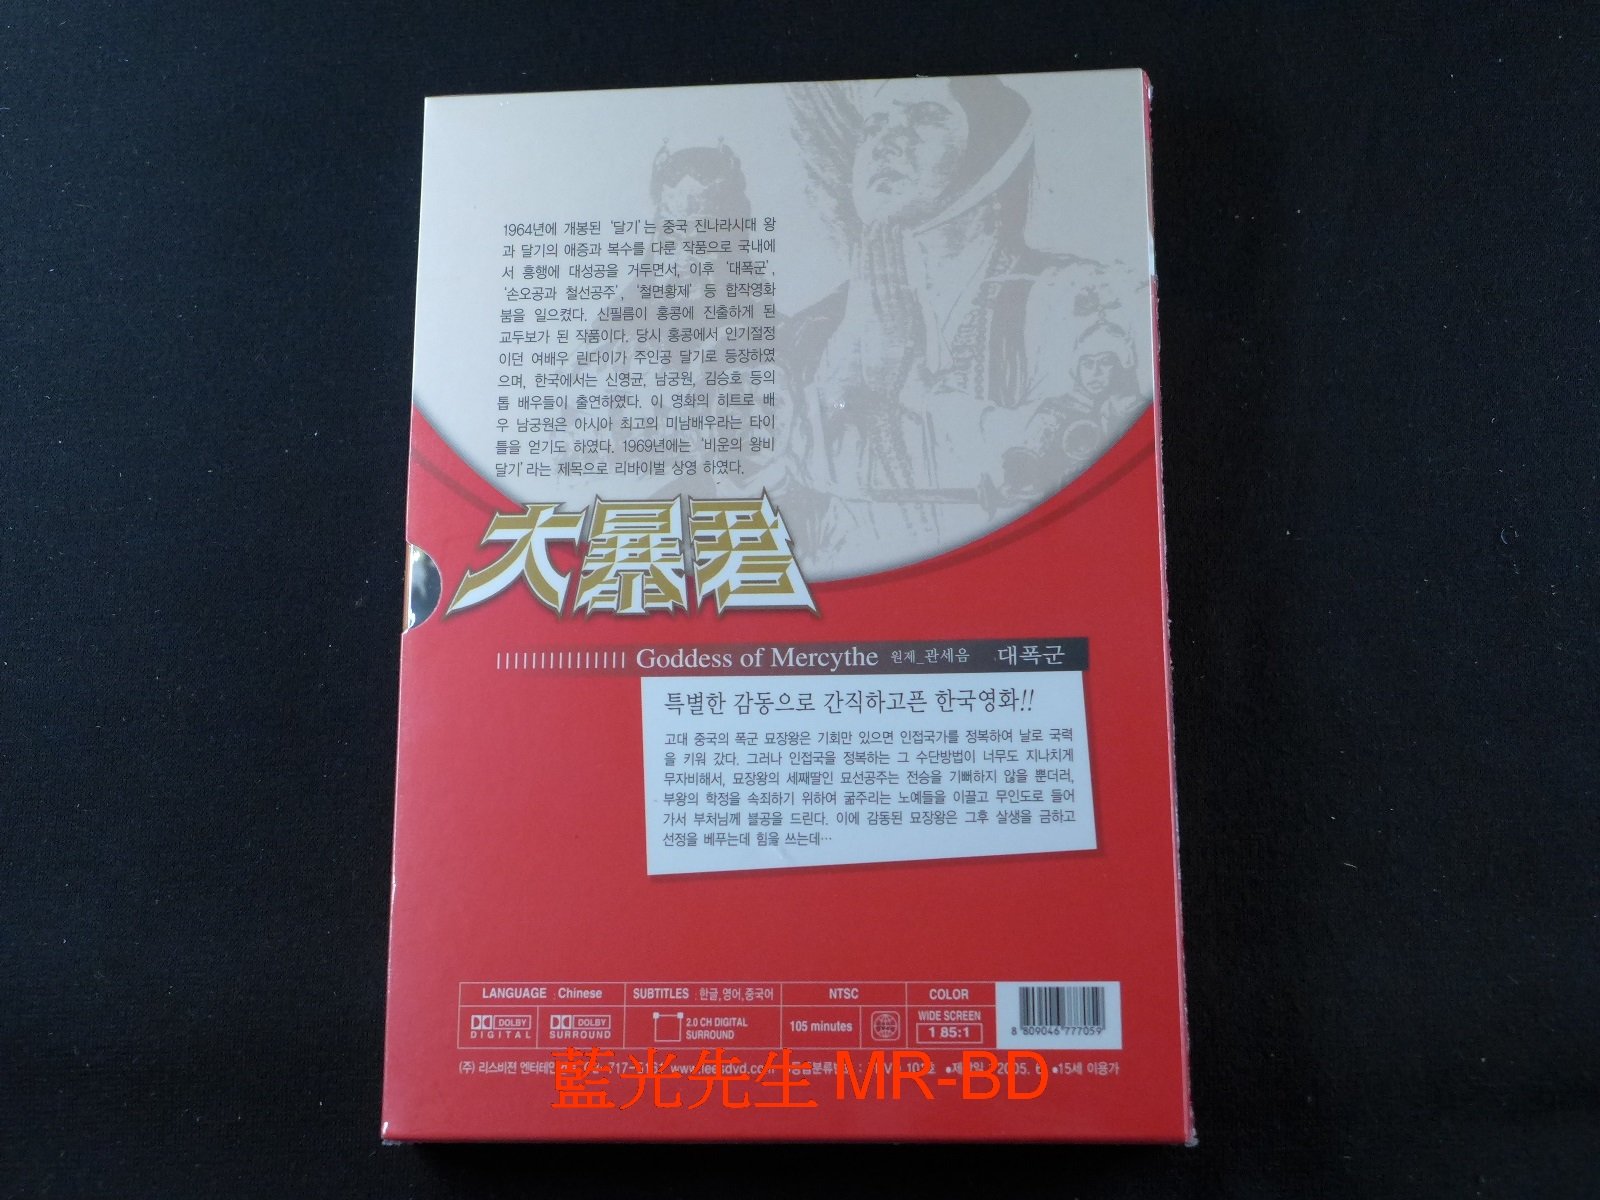 1964년에 개봉된 '달기'는 중국 진나라시대 왕
과 달기의 애증과 복수를 다룬 작품으로 국내에
서 흥행에 대성공을 거두면서, 이후 '대폭군',
'손오공과 철선공주', '철면황제' 등 합작영화
붐을 일으켰다. 신필름이 홍콩에 진출하게 된
교두보가 된 작품이다. 당시 홍콩에서 인기절정
이던 여배우 린다이가 주인공 달기로 등장하였
으며, 한국에서는 신영균, 남궁원, 김승호 등의
톱 배우들이 출연하였다. 이 영화의 히트로 배
우 남궁원은 아시아 최고의 미남배우라는 타이
틀을 얻기도 하였다. 1969년에는 '비운의 왕비
달기'라는 제목으로 리바이벌 상영 하였다.
大暴君
Goddess of Mercythe 원제_관세음 대폭군
특별한 감동으로 간직하고픈 한국영화!!
고대 중국의 폭군 묘장왕은 기회만 있으면 인접국가를 정복하여 날로 국력
을 키워 갔다. 그러나 인접국을 정복하는 그 수단방법이 너무도 지나치게
무자비해서, 묘장왕의 세째딸인 묘선공주는 전승을 기뻐하지 않을 뿐더러,
부왕의 학정을 속죄하기 위하여 굶주리는 노예들을 이끌고 무인도로 들어
가서 부처님께 불공을 드린다. 이에 감동된 묘장왕은 그후 살생을 금하고
선정을 베푸는데 힘을 쓰는데…
LANGUAGE : Chinese SUBTITLES : 한글,영어,중국어 NTSC COLOR
DOLBY DIGITAL DOLBY SURROUND 2.0 CH DIGITAL SURROUND 105 minutes WIDE SCREEN 1.85:1
8 809046 777059
(주) 리스비젼 엔터테인 717-5161 www.leesdvd.com 2005. 6. ●15세 이용가
藍光先生 MR-BD